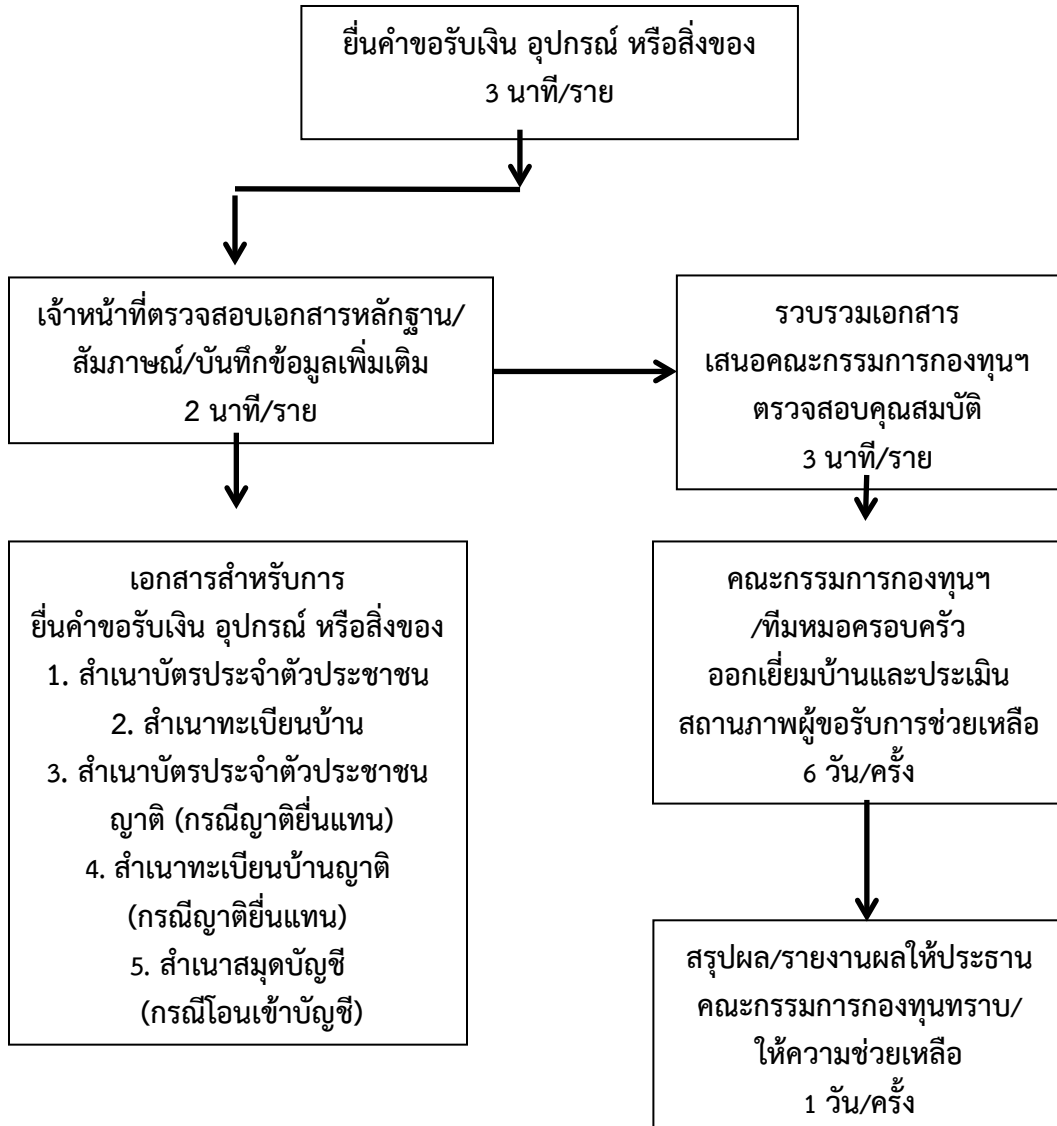 ยื่นคำขอรับเงิน อุปกรณ์ หรือสิ่งของ
3 นาที/ราย
เจ้าหน้าที่ตรวจสอบเอกสารหลักฐาน/
สัมภาษณ์/บันทึกข้อมูลเพิ่มเติม
2 นาที/ราย
รวบรวมเอกสาร
เสนอคณะกรรมการกองทุนฯ
ตรวจสอบคุณสมบัติ
3 นาที/ราย
เอกสารสำหรับการ
ยื่นคำขอรับเงิน อุปกรณ์ หรือสิ่งของ
1. สำเนาบัตรประจำตัวประชาชน
2. สำเนาทะเบียนบ้าน
3. สำเนาบัตรประจำตัวประชาชน
ญาติ (กรณีญาติยื่นแทน)
4. สำเนาทะเบียนบ้านญาติ
(กรณีญาติยื่นแทน)
5. สำเนาสมุดบัญชี
(กรณีโอนเข้าบัญชี)
คณะกรรมการกองทุนฯ
/ทีมหมอครอบครัว
ออกเยี่ยมบ้านและประเมิน
สถานภาพผู้ขอรับการช่วยเหลือ
6 วัน/ครั้ง
สรุปผล/รายงานผลให้ประธาน
คณะกรรมการกองทุนทราบ/
ให้ความช่วยเหลือ
1 วัน/ครั้ง